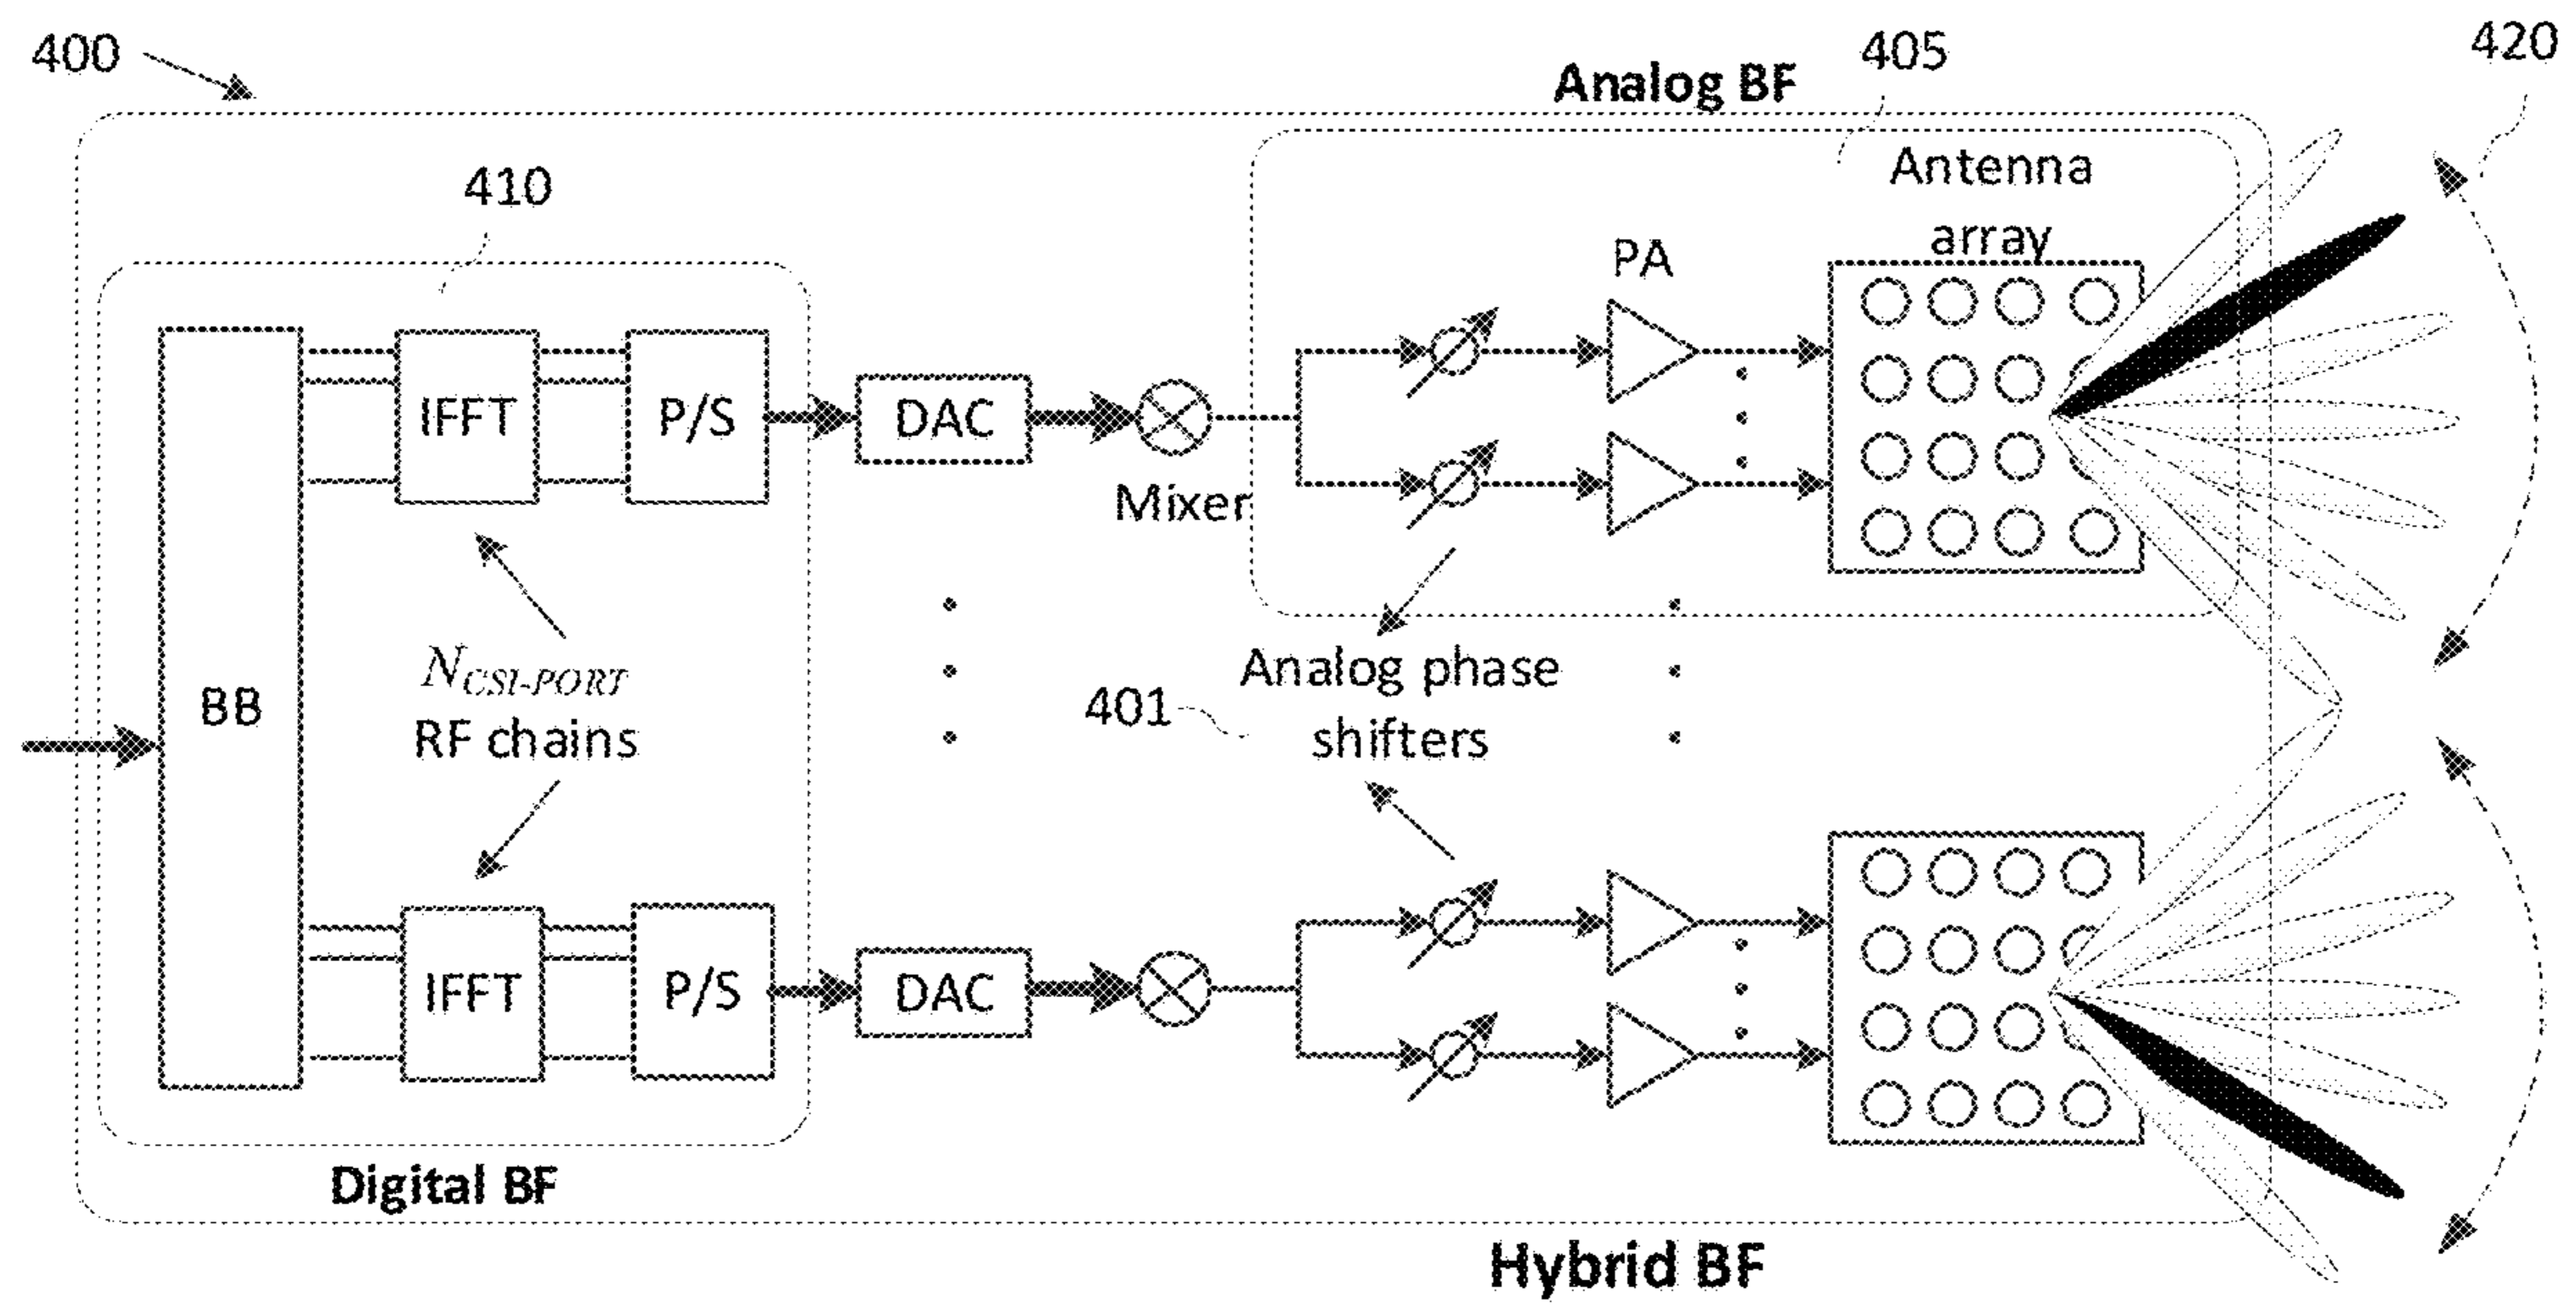 400
Analog BF
405
420
410
Antenna
array
PA
IFFT
P/S
DAC
Mixer
BB
N_CSI-PORT
RF chains
401
Analog phase
shifters
IFFT
P/S
DAC
Digital BF
Hybrid BF